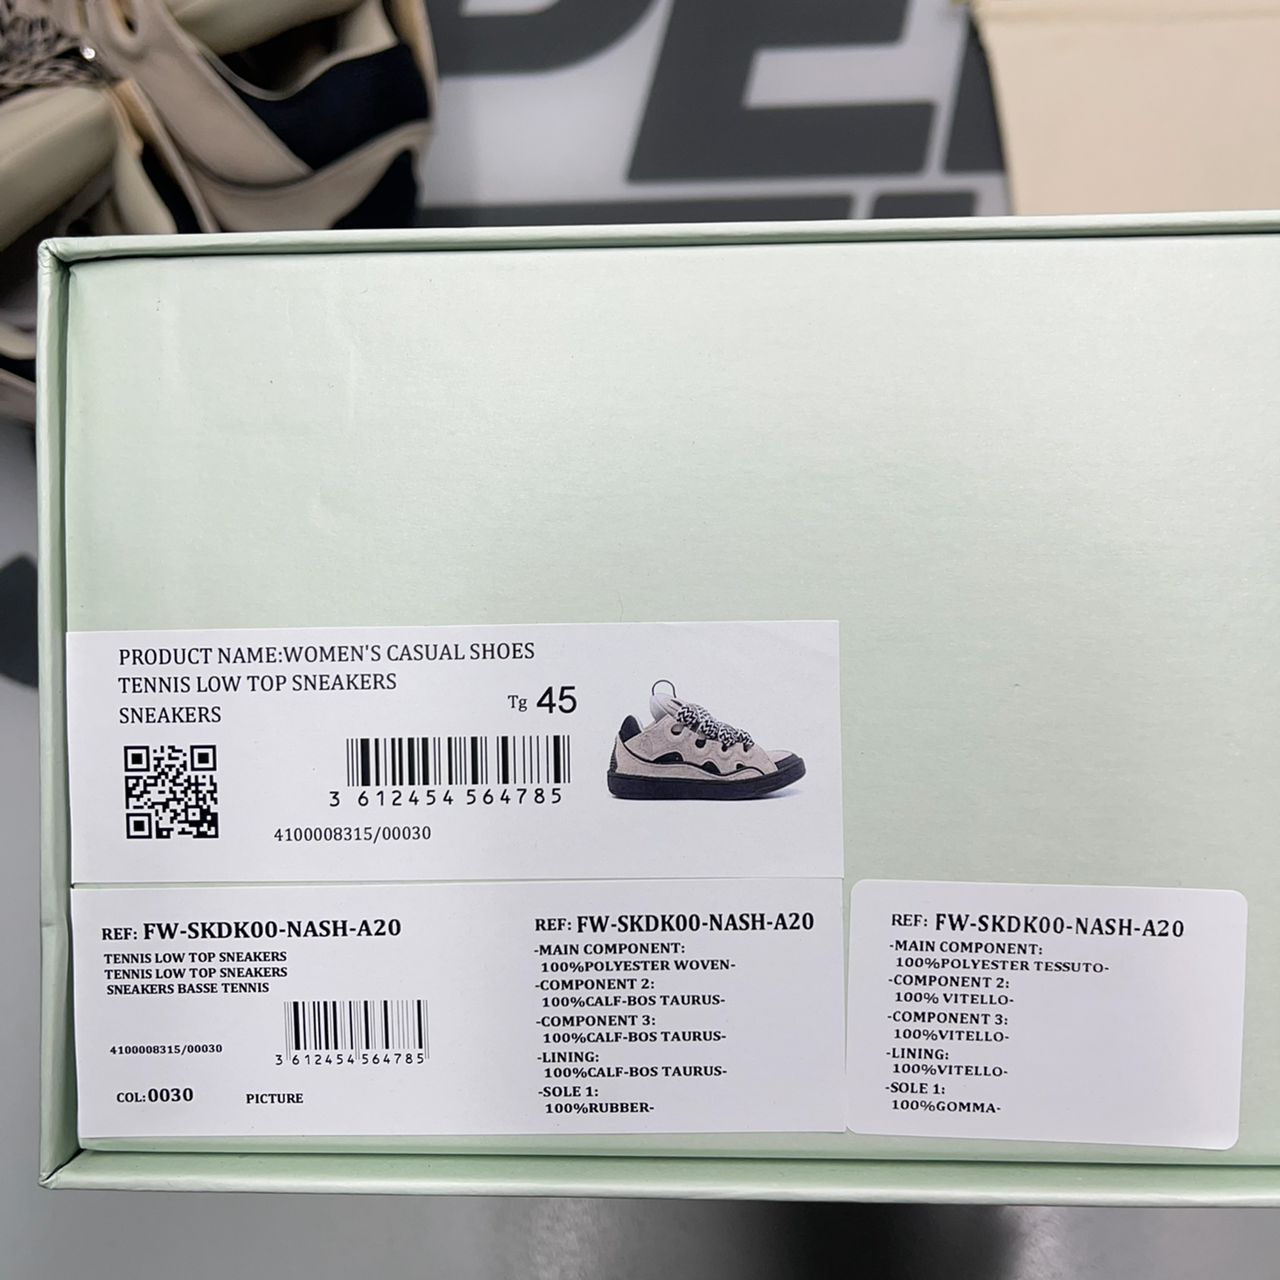 PRODUCT NAME:WOMEN'S CASUAL SHOES
TENNIS LOW TOP SNEAKERS
SNEAKERS
Tg 45
3 612454 564785
4100008315/00030
REF: FW-SKDK00-NASH-A20
TENNIS LOW TOP SNEAKERS
TENNIS LOW TOP SNEAKERS
SNEAKERS BASSE TENNIS
4100008315/00030
3 612454 564785
COL:0030
PICTURE
REF: FW-SKDK00-NASH-A20
-MAIN COMPONENT:
100%POLYESTER WOVEN-
-COMPONENT 2:
100%CALF-BOS TAURUS-
-COMPONENT 3:
100%CALF-BOS TAURUS-
-LINING:
100%CALF-BOS TAURUS-
-SOLE 1:
100%RUBBER-
REF: FW-SKDK00-NASH-A20
-MAIN COMPONENT:
100%POLYESTER TESSUTO-
-COMPONENT 2:
100% VITELLO-
-COMPONENT 3:
100%VITELLO-
-LINING:
100%VITELLO-
-SOLE 1:
100%GOMMA-